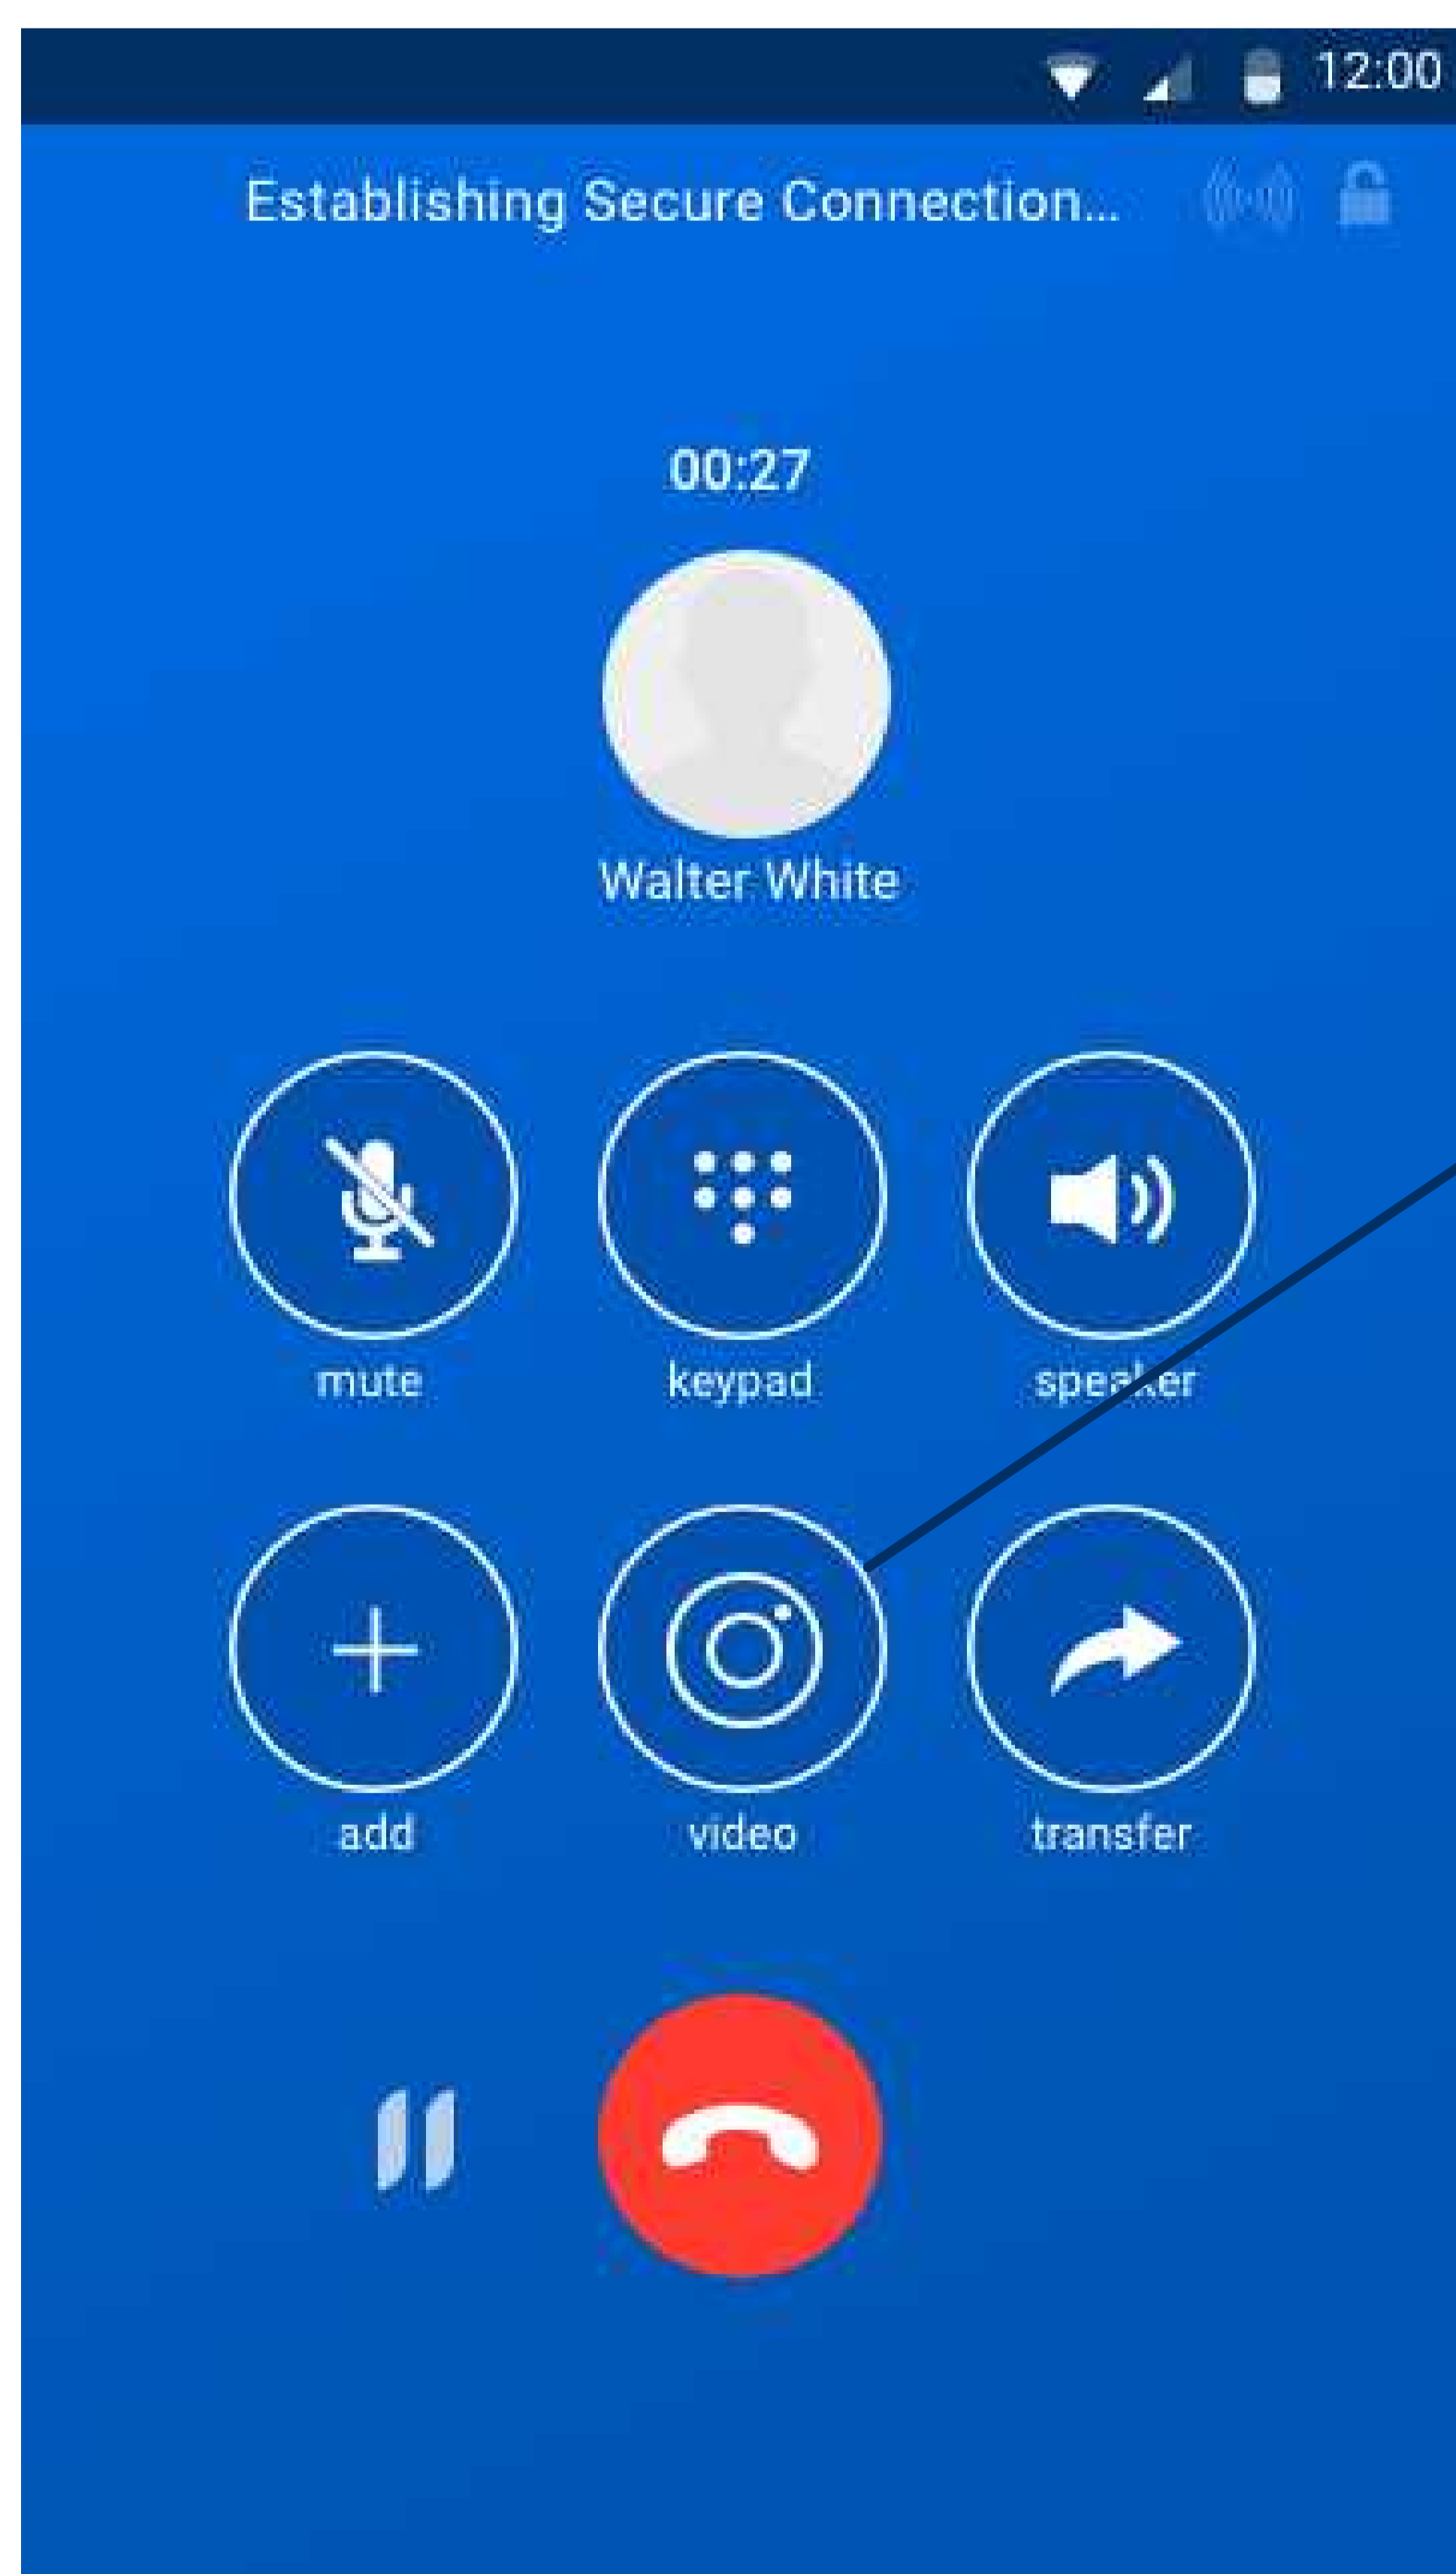 12:00
Establishing Secure Connection...
00:27
Walter White
mute keypad speaker
add video transfer